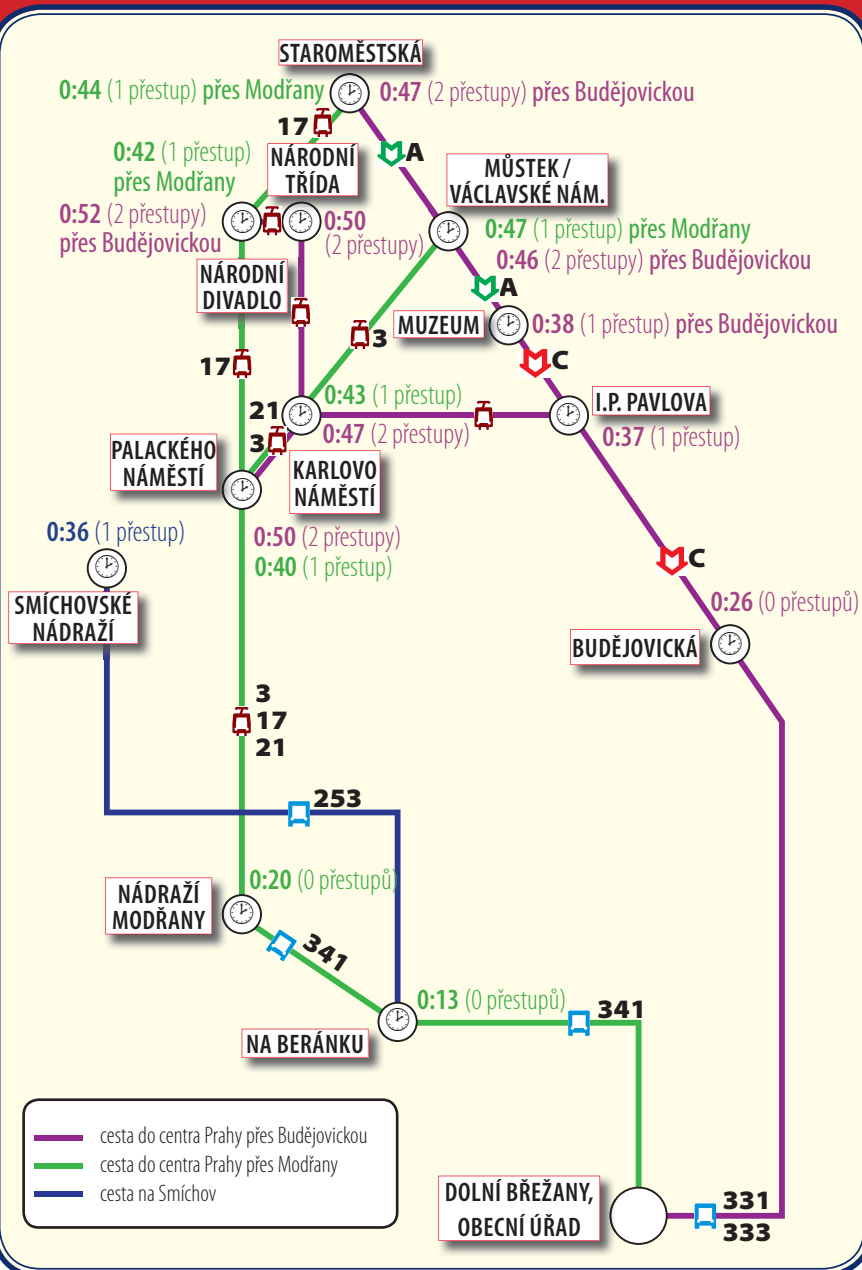 STAROMĚSTSKÁ
0:44 (1 přestup) přes Modřany
0:47 (2 přestupy) přes Budějovickou
17
A
0:42 (1 přestup)
přes Modřany
NÁRODNÍ
TŘÍDA
MŮSTEK /
VÁCLAVSKÉ NÁM.
0:52 (2 přestupy)
přes Budějovickou
0:50
(2 přestupy)
0:47 (1 přestup) přes Modřany
0:46 (2 přestupy) přes Budějovickou
NÁRODNÍ
DIVADLO
A
MUZEUM
0:38 (1 přestup) přes Budějovickou
3
17
C
0:43 (1 přestup)
I.P. PAVLOVA
21
3
0:47 (2 přestupy)
0:37 (1 přestup)
PALACKÉHO
NÁMĚSTÍ
KARLOVO
NÁMĚSTÍ
0:36 (1 přestup)
0:50 (2 přestupy)
0:40 (1 přestup)
C
SMÍCHOVSKÉ
NÁDRAŽÍ
0:26 (0 přestupů)
BUDĚJOVICKÁ
3
17
21
253
0:20 (0 přestupů)
NÁDRAŽÍ
MODŘANY
341
0:13 (0 přestupů)
341
NA BERÁNKU
cesta do centra Prahy přes Budějovickou
cesta do centra Prahy přes Modřany
cesta na Smíchov
DOLNÍ BŘEŽANY,
OBECNÍ ÚŘAD
331
333